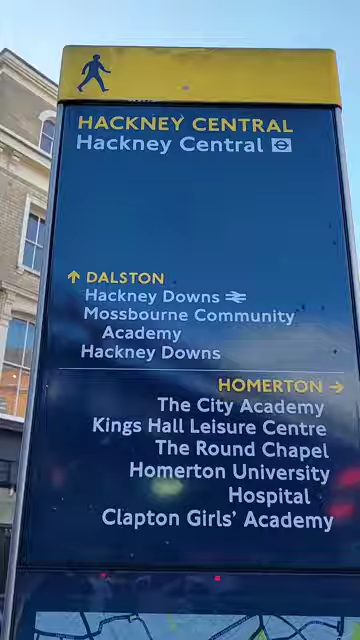 HACKNEY CENTRAL
Hackney Central
↑ DALSTON
Hackney Downs
Mossbourne Community
Academy
Hackney Downs
HOMERTON →
The City Academy
Kings Hall Leisure Centre
The Round Chapel
Homerton University
Hospital
Clapton Girls' Academy